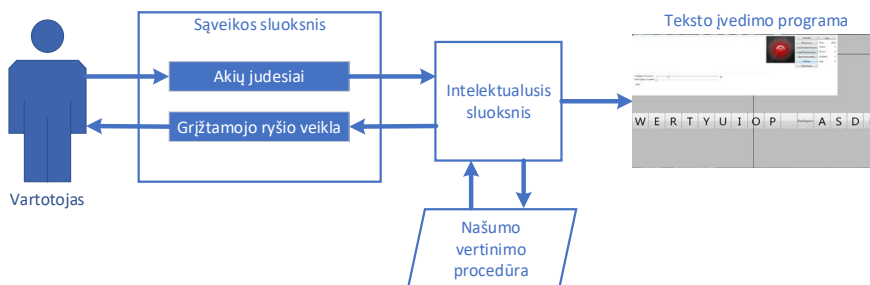 Sąveikos sluoksnis
Teksto įvedimo programa
Akių judesiai
Intelektualusis
sluoksnis
Grįžtamojo ryšio veikla
W E R T Y U I O P A S D
Vartotojas
Našumo
vertinimo
procedūra